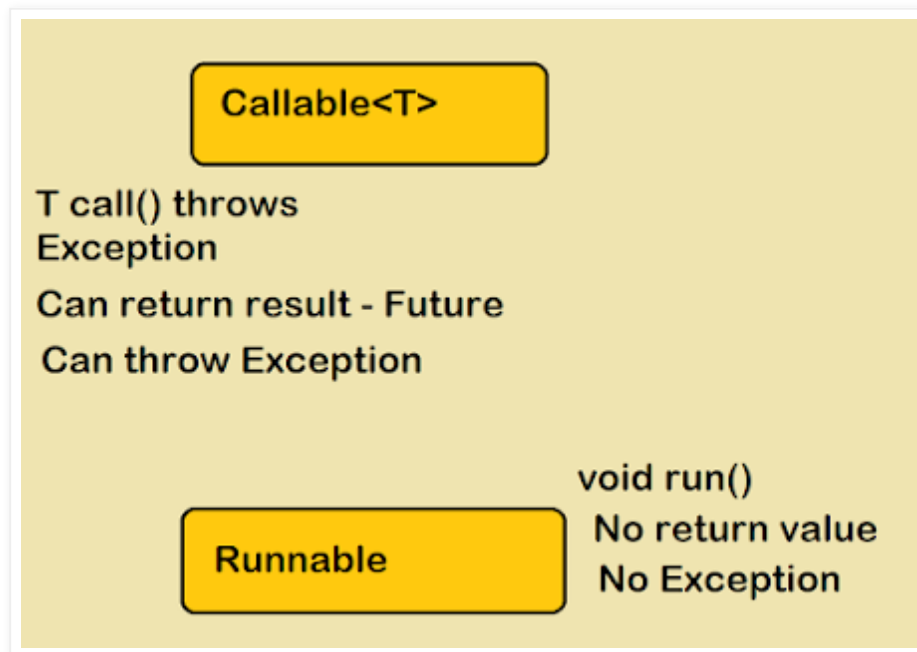 Callable<T>
T call() throws
Exception
Can return result - Future
Can throw Exception
void run()
Runnable
No return value
No Exception